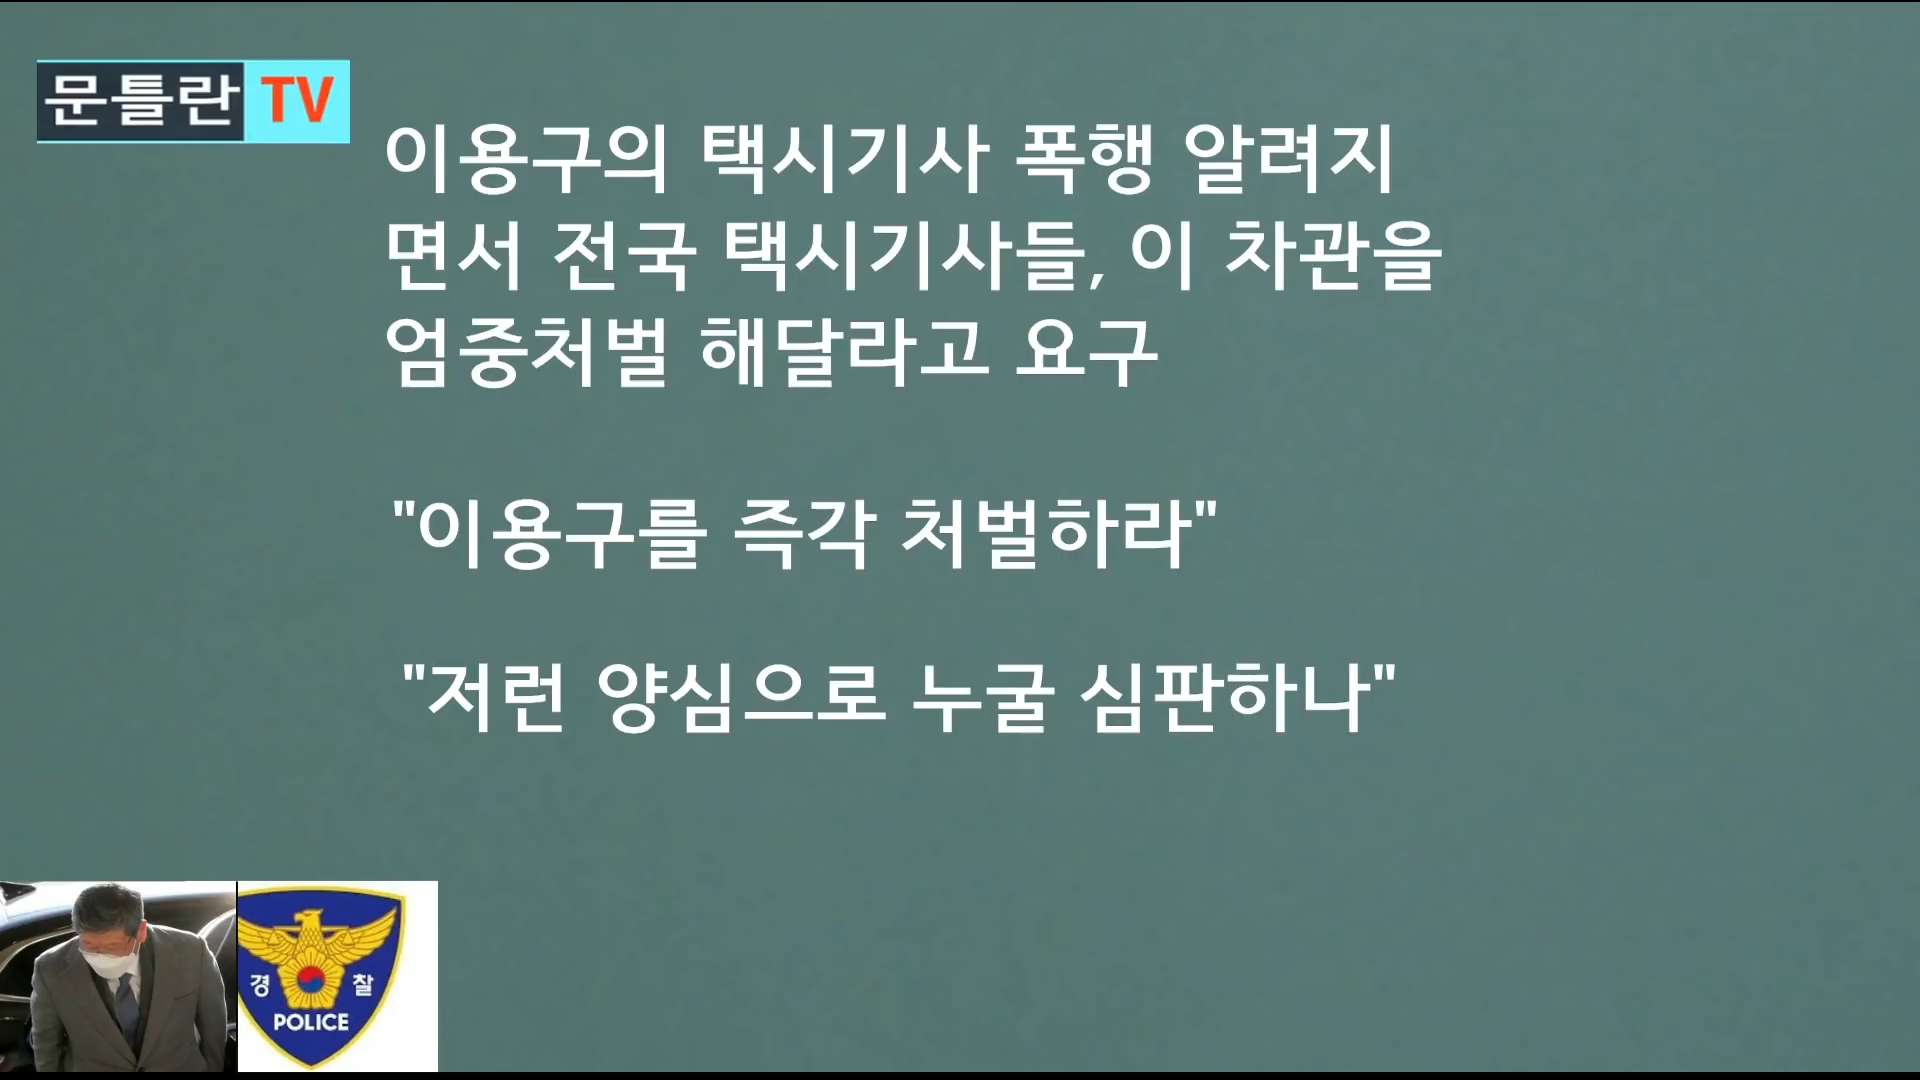 문틀란 TV
이용구의 택시기사 폭행 알려지
면서 전국 택시기사들, 이 차관을
엄중처벌 해달라고 요구
"이용구를 즉각 처벌하라"
"저런 양심으로 누굴 심판하나"
경 찰
POLICE